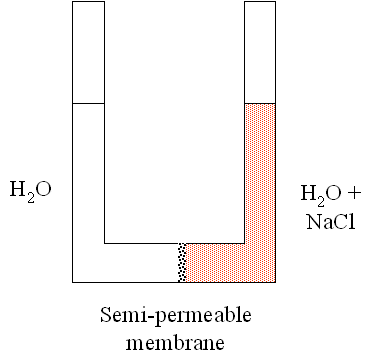 H₂O
H₂O +
NaCl
Semi-permeable
membrane